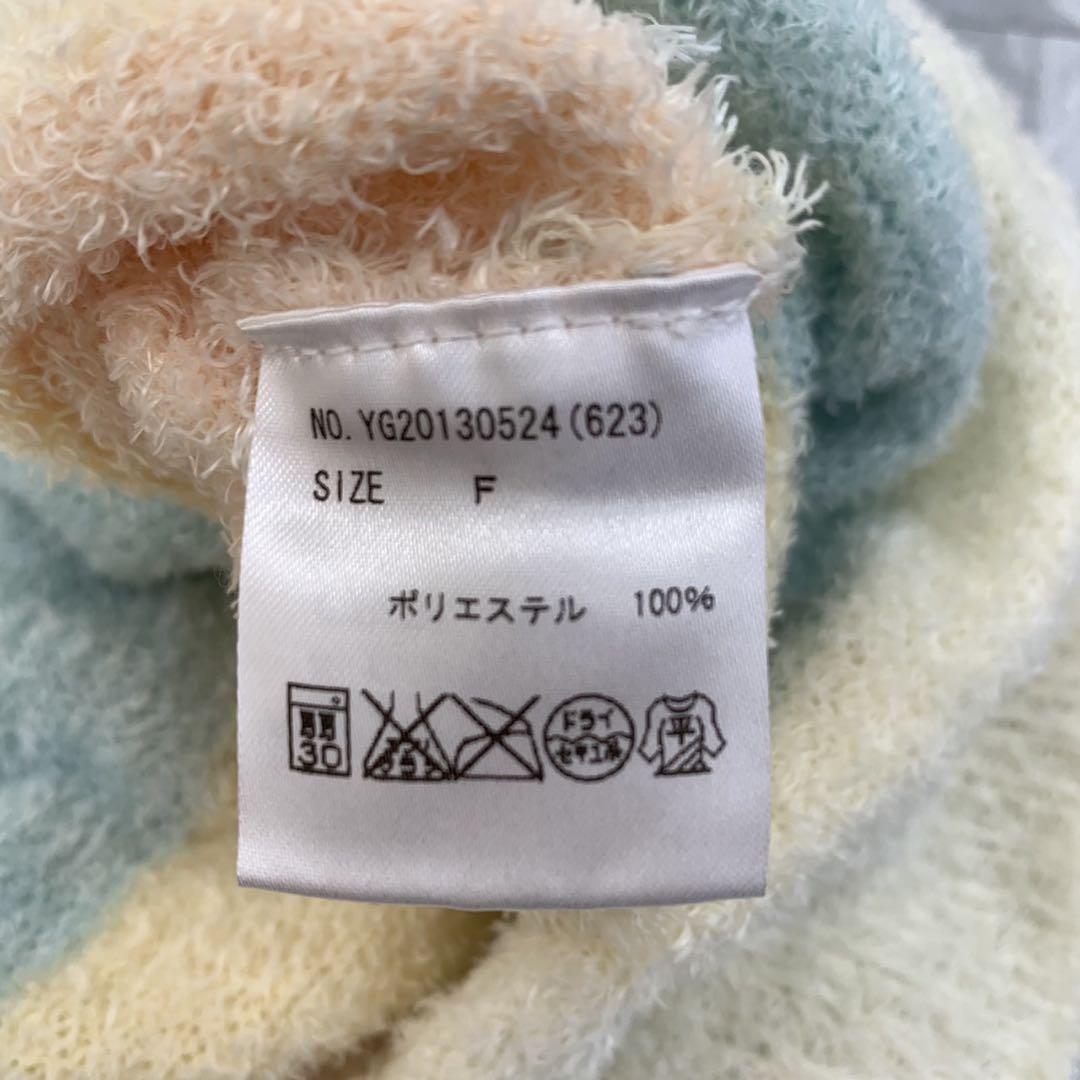 NO. YG20130524(623)
SIZE F
ポリエステル 100%
弱 30 ドライ セキユ系 平